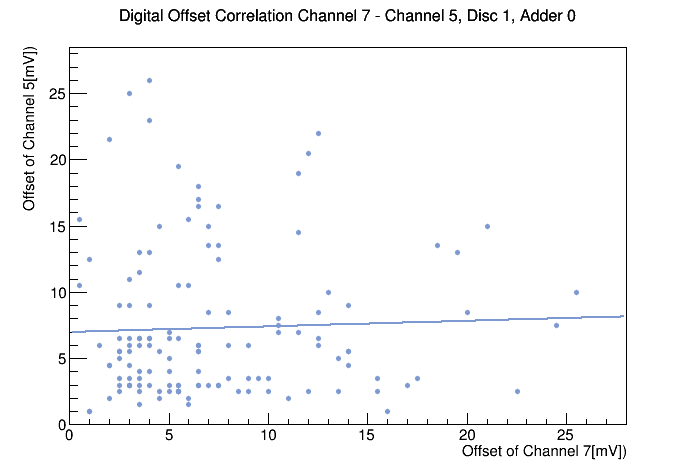 Digital Offset Correlation Channel 7 - Channel 5, Disc 1, Adder 0
Offset of Channel 5[mV])
25
20
15
10
5
0
0 5 10 15 20 25
Offset of Channel 7[mV])